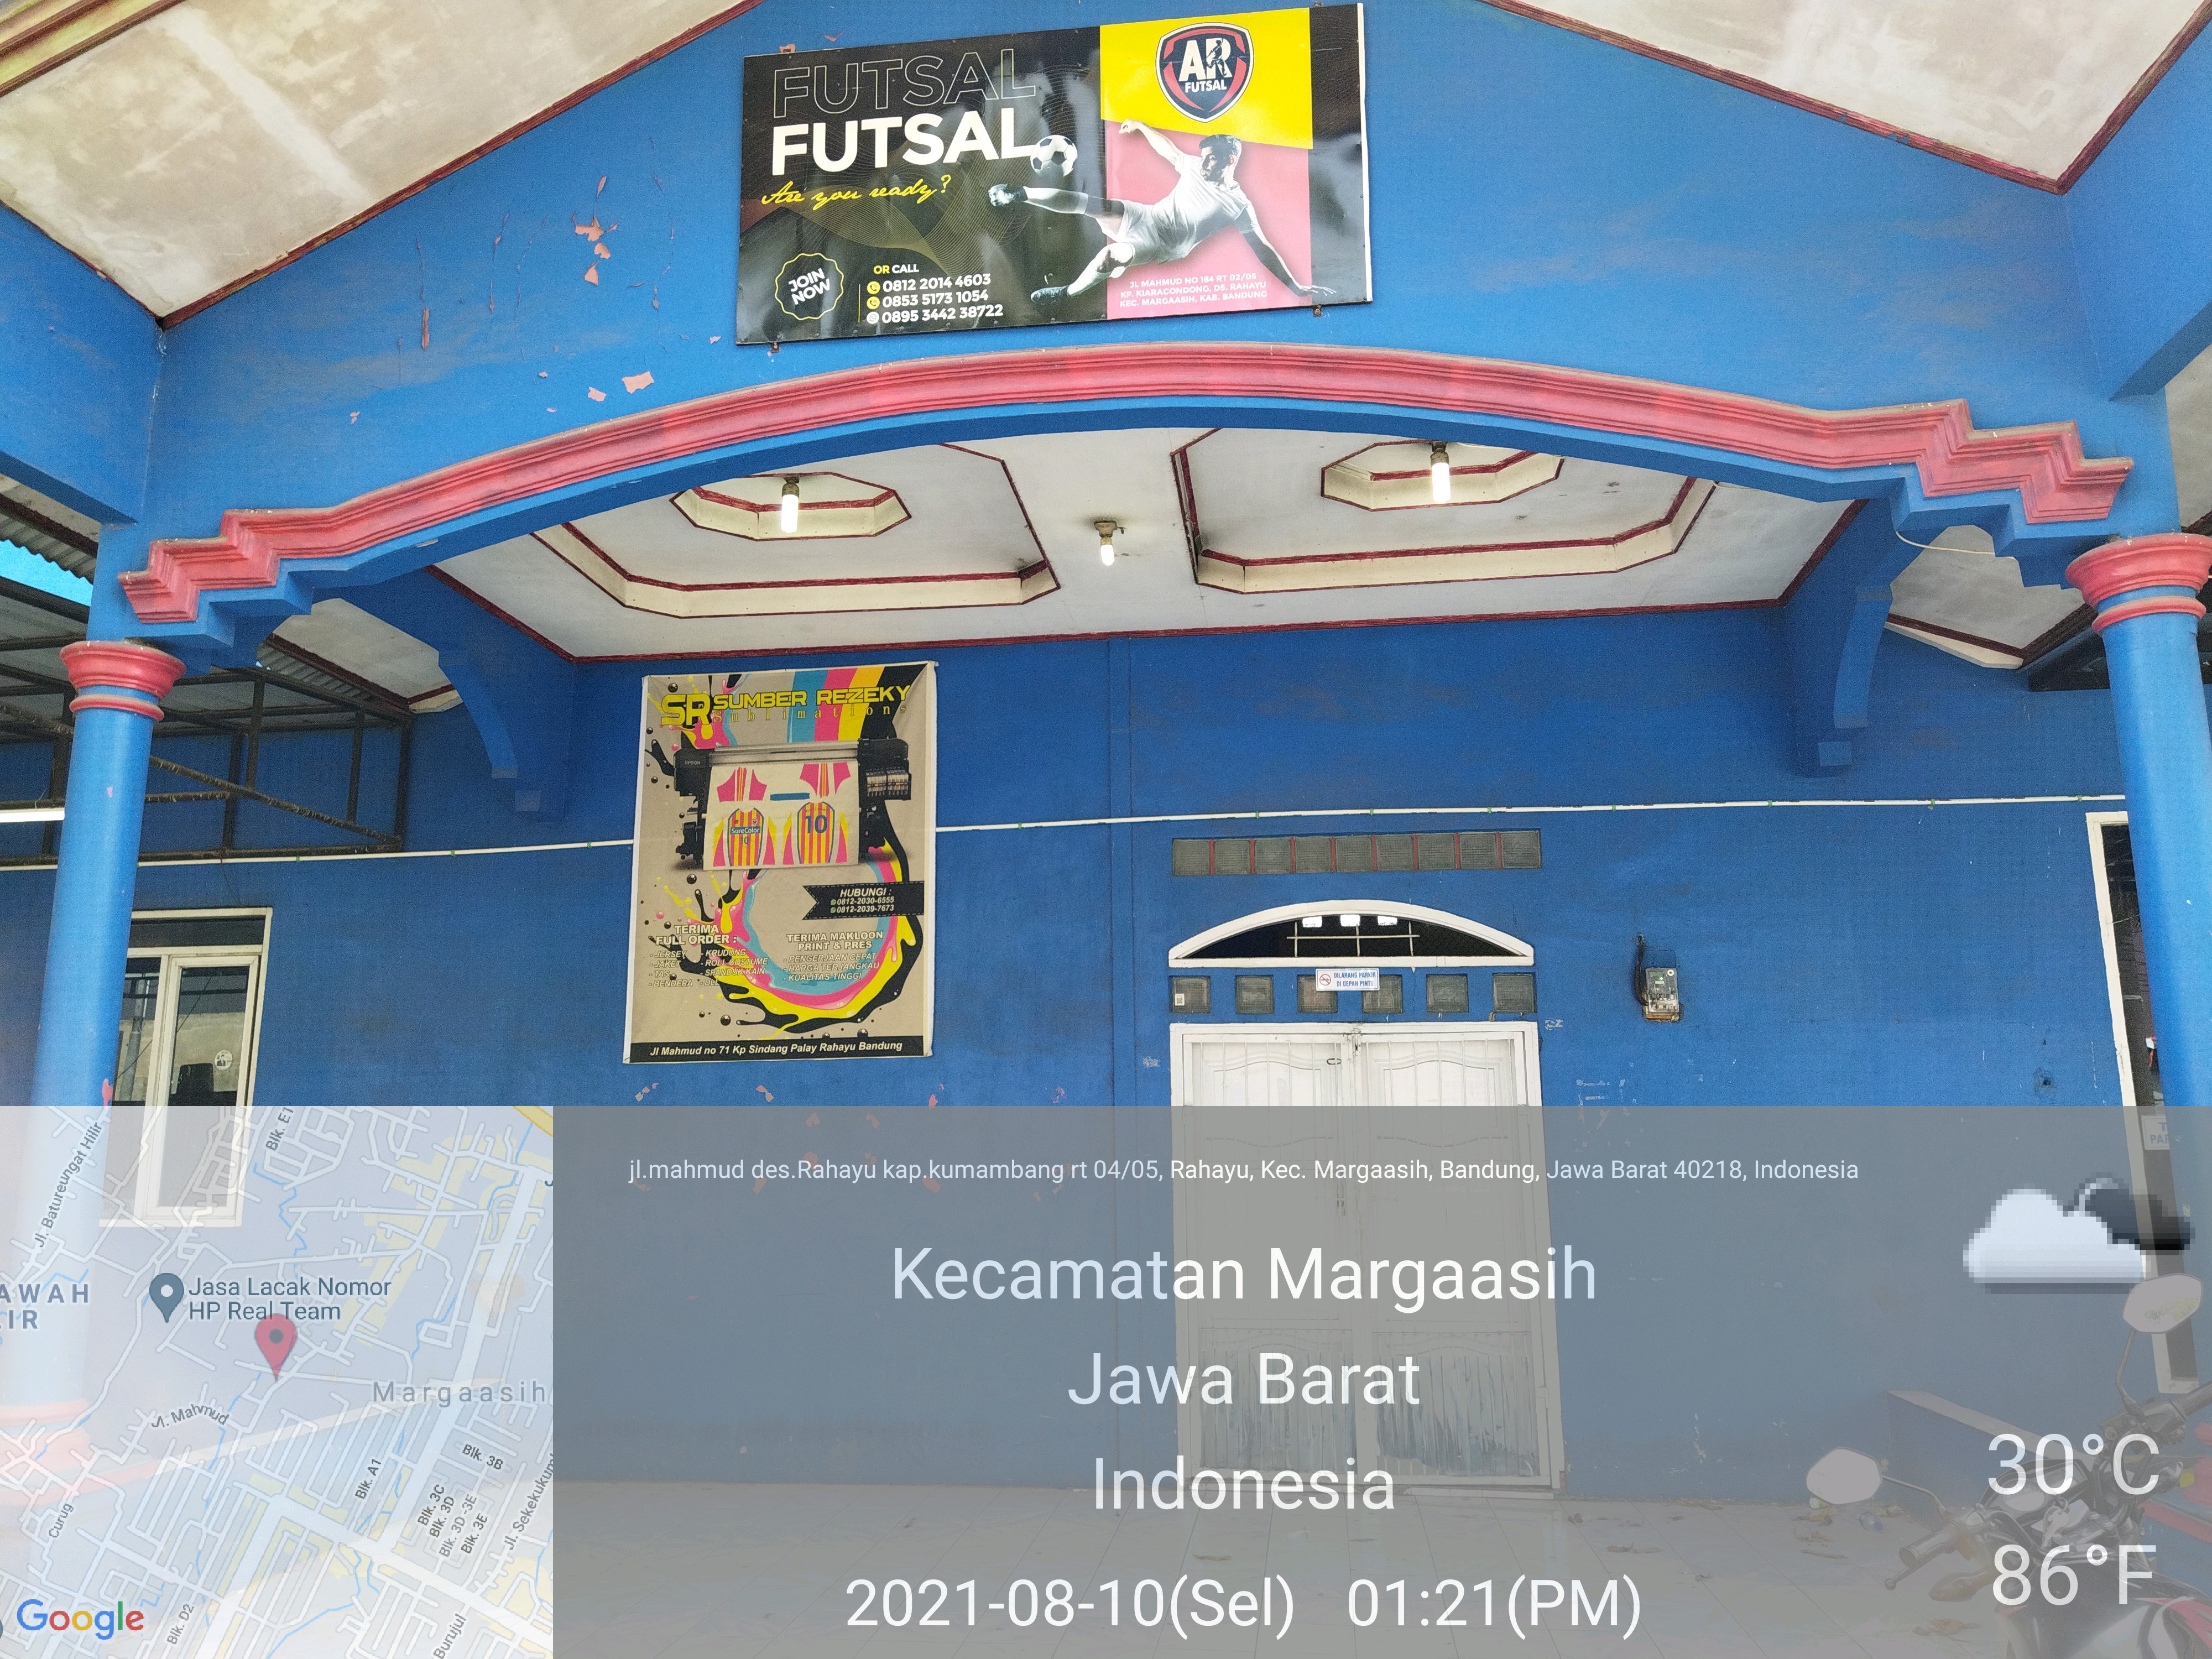 FUTSAL
FUTSAL
Are you ready?
JOIN
NOW
OR CALL
0812 2014 4603
0853 5173 1054
0895 3442 38722
AR
FUTSAL
JL MAHMUD NO 184 RT 02/05
KP. KIARACONDONG, DS. RAHAYU
KEC. MARGAASIH, KAB. BANDUNG
SR SUMBER REZEKY
Sublimations
EPSON
SureColor
10
HUBUNGI :
0812-2030-6555
0812-2039-7673
TERIMA
FULL ORDER :
- JERSEY
- KRUDUNG
- ROLL COSTUME
- SPANDUK KAIN
- BENDERA
TERIMA MAKLOON
PRINT & PRES
- PENGERJAAN CEPAT
- HARGA TERJANGKAU
- KUALITAS TINGGI
Jl Mahmud no 71 Kp Sindang Palay Rahayu Bandung
DILARANG PARKIR
DI DEPAN PINTU
jl.mahmud des.Rahayu kap.kumambang rt 04/05, Rahayu, Kec. Margaasih, Bandung, Jawa Barat 40218, Indonesia
Kecamatan Margaasih
Jawa Barat
Indonesia
2021-08-10(Sel) 01:21(PM)
30°C
86°F
Jl. Batureungat Hilir
Blk. E1
AWAH
IR
Jasa Lacak Nomor
HP Real Team
Margaasih
Jl. Mahmud
Blk. 3B
Blk. A1
Blk. 3C
Blk. 3D
Blk. 3D -3E
Blk. 3E
Jl. Sekekukum
Curug
Blk. D2
Burujul
Google